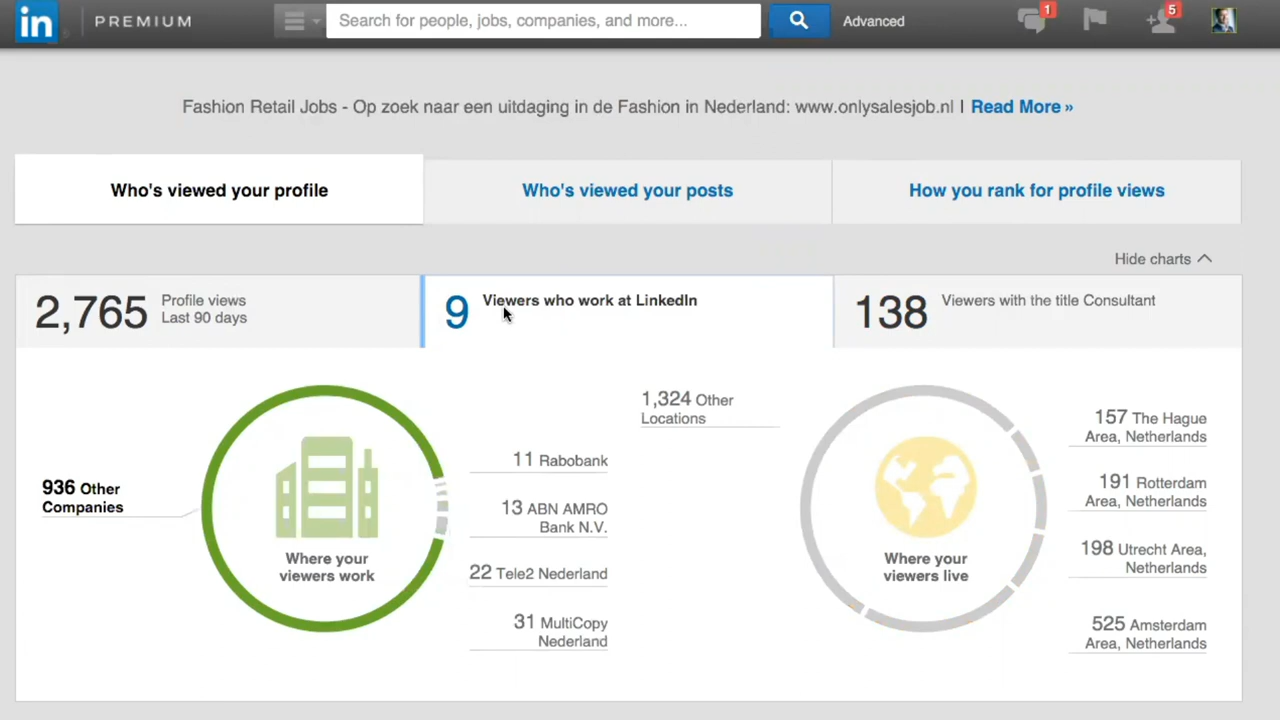 in PREMIUM Search for people, jobs, companies, and more... Advanced 1 5
Fashion Retail Jobs - Op zoek naar een uitdaging in de Fashion in Nederland: www.onlysalesjob.nl | Read More »
Who's viewed your profile
Who's viewed your posts
How you rank for profile views
Hide charts
2,765 Profile views
Last 90 days
9 Viewers who work at LinkedIn
138 Viewers with the title Consultant
936 Other
Companies
Where your
viewers work
11 Rabobank
13 ABN AMRO
Bank N.V.
22 Tele2 Nederland
31 MultiCopy
Nederland
1,324 Other
Locations
Where your
viewers live
157 The Hague
Area, Netherlands
191 Rotterdam
Area, Netherlands
198 Utrecht Area,
Netherlands
525 Amsterdam
Area, Netherlands